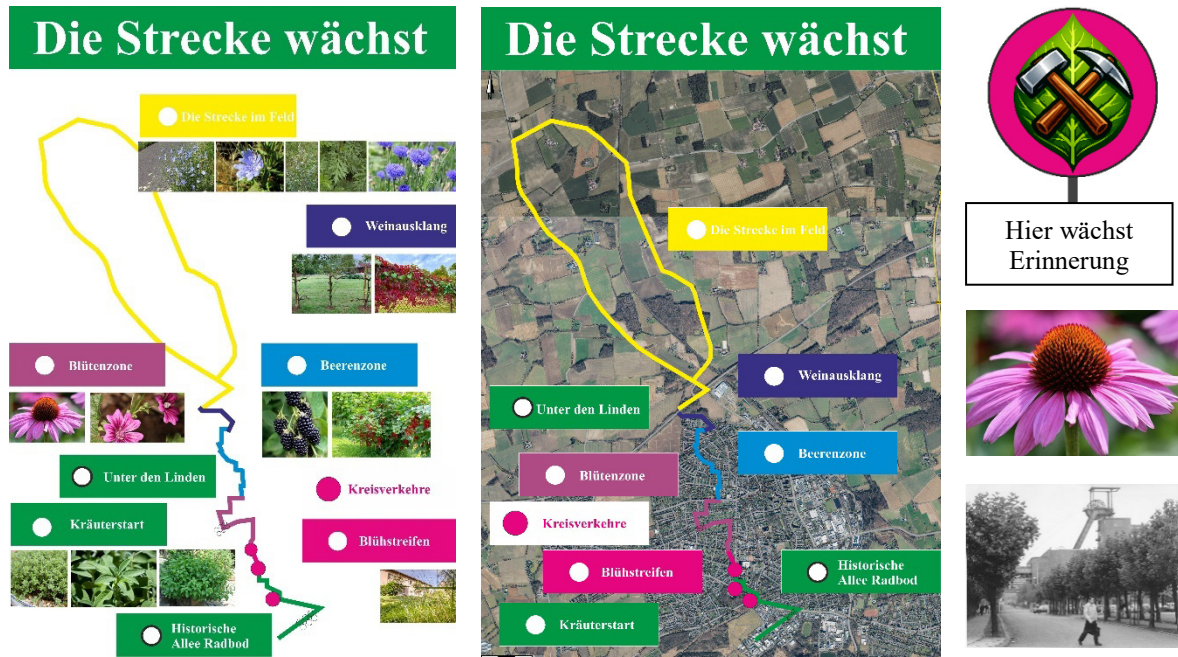 Die Strecke wächst
Die Strecke im Feld
Weinausklang
Blütenzone
Beerenzone
Unter den Linden
Kreisverkehre
Kräuterstart
Blühstreifen
Historische
Allee Radbod
Die Strecke wächst
Die Strecke im Feld
Weinausklang
Unter den Linden
Beerenzone
Blütenzone
Kreisverkehre
Blühstreifen
Historische
Allee Radbod
Kräuterstart
Hier wächst
Erinnerung